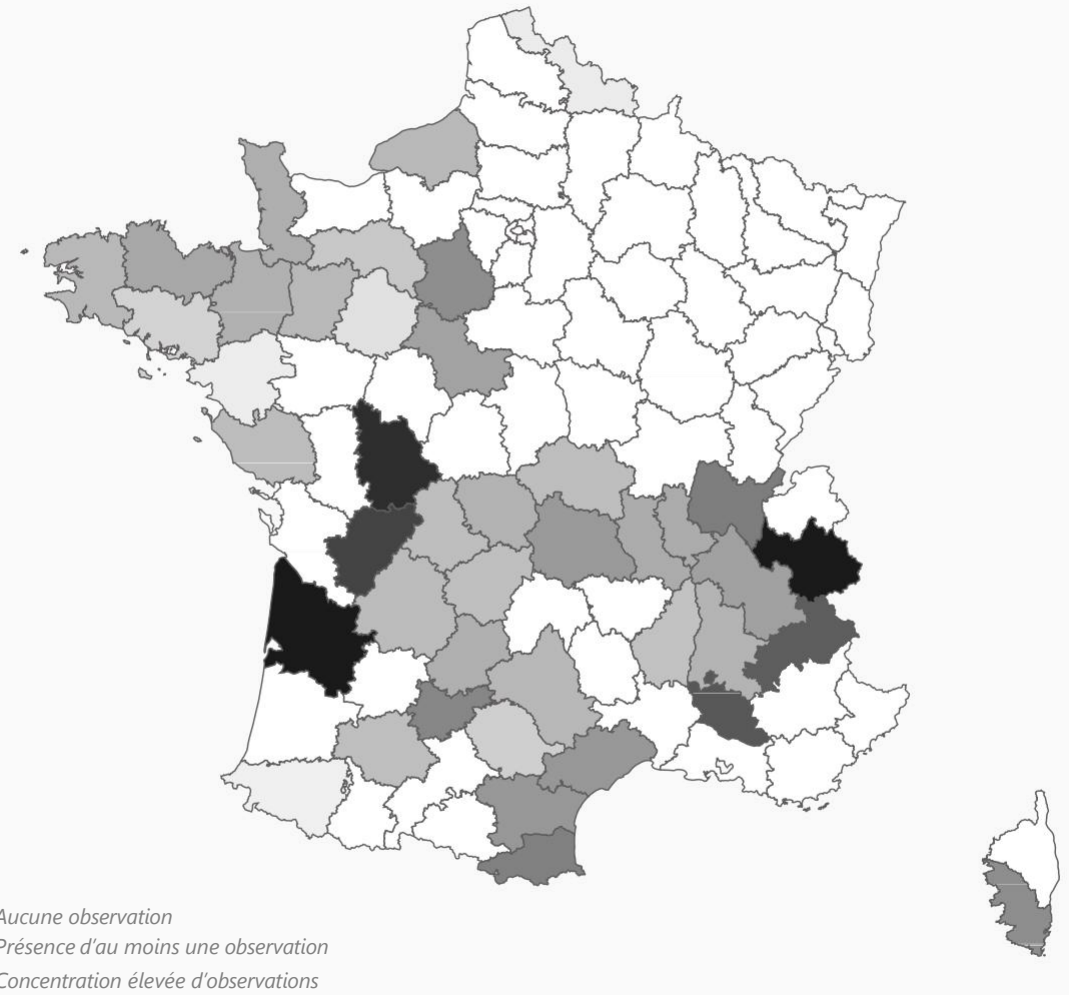 Aucune observation
Présence d'au moins une observation
Concentration élevée d'observations